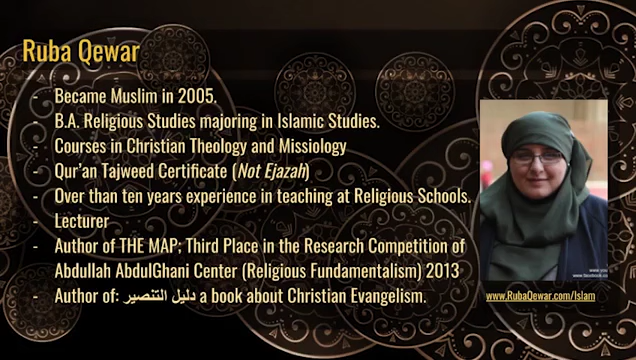 Ruba Qewar
- Became Muslim in 2005.
- B.A. Religious Studies majoring in Islamic Studies.
- Courses in Christian Theology and Missiology
- Qur'an Tajweed Certificate (Not Ejazah)
- Over than ten years experience in teaching at Religious Schools.
- Lecturer
- Author of THE MAP; Third Place in the Research Competition of
Abdullah AbdulGhani Center (Religious Fundamentalism) 2013
- Author of: دليل التنصير a book about Christian Evangelism.
www.RubaQewar.com/Islam